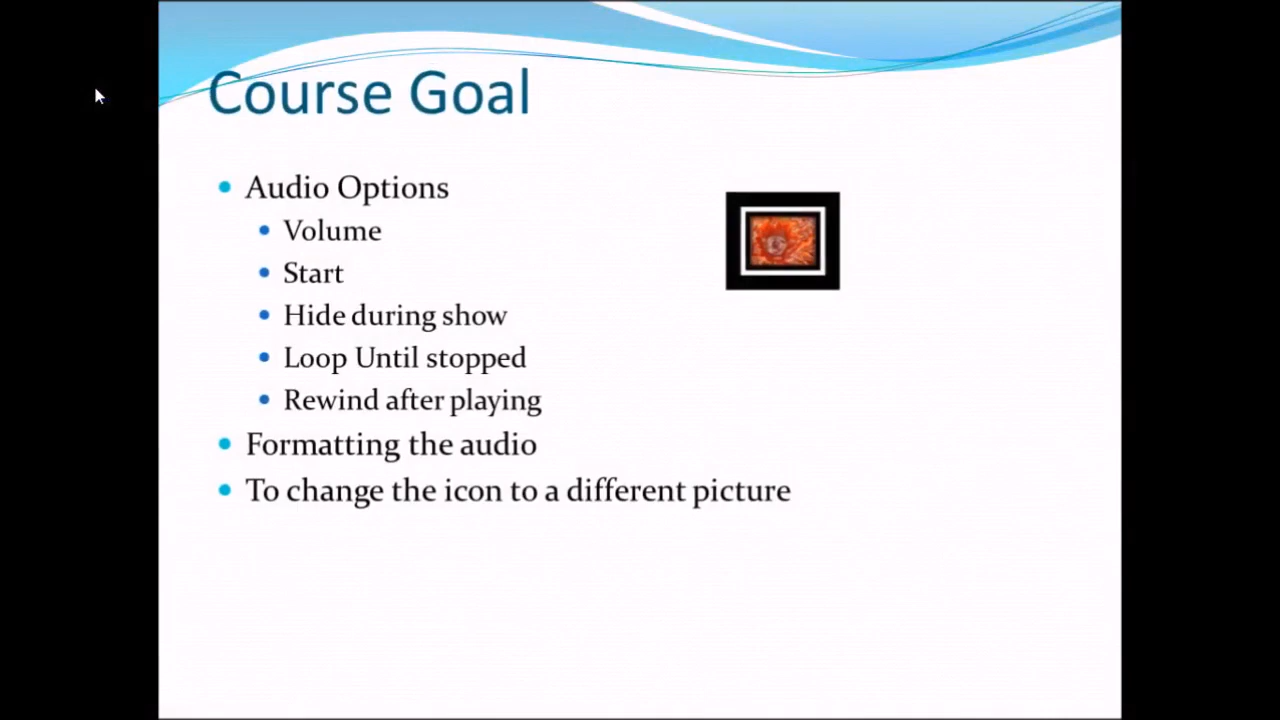 Course Goal
Audio Options
Volume
Start
Hide during show
Loop Until stopped
Rewind after playing
Formatting the audio
To change the icon to a different picture